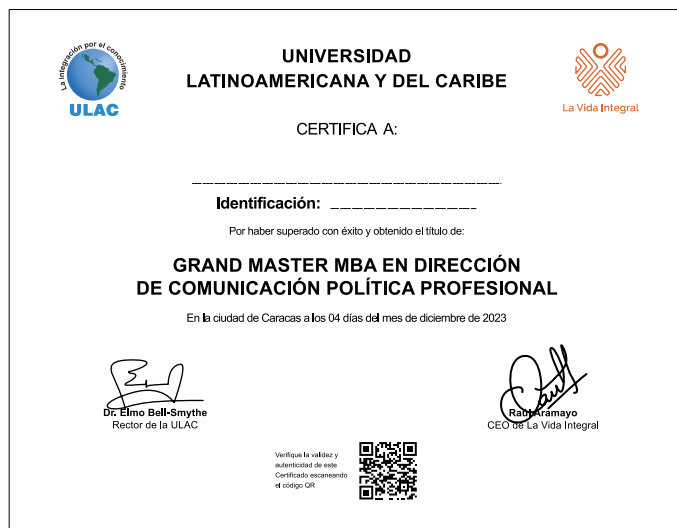 La integración por el conocimiento
ULAC
UNIVERSIDAD
LATINOAMERICANA Y DEL CARIBE
La Vida Integral
CERTIFICA A:
Identificación:
Por haber superado con éxito y obtenido el título de:
GRAND MASTER MBA EN DIRECCIÓN
DE COMUNICACIÓN POLÍTICA PROFESIONAL
En la ciudad de Caracas a los 04 días del mes de diciembre de 2023
Dr. Elmo Bell-Smythe
Rector de la ULAC
Raul Aramayo
CEO de La Vida Integral
Verifique la validez y
autenticidad de este
Certificado escaneando
el código QR